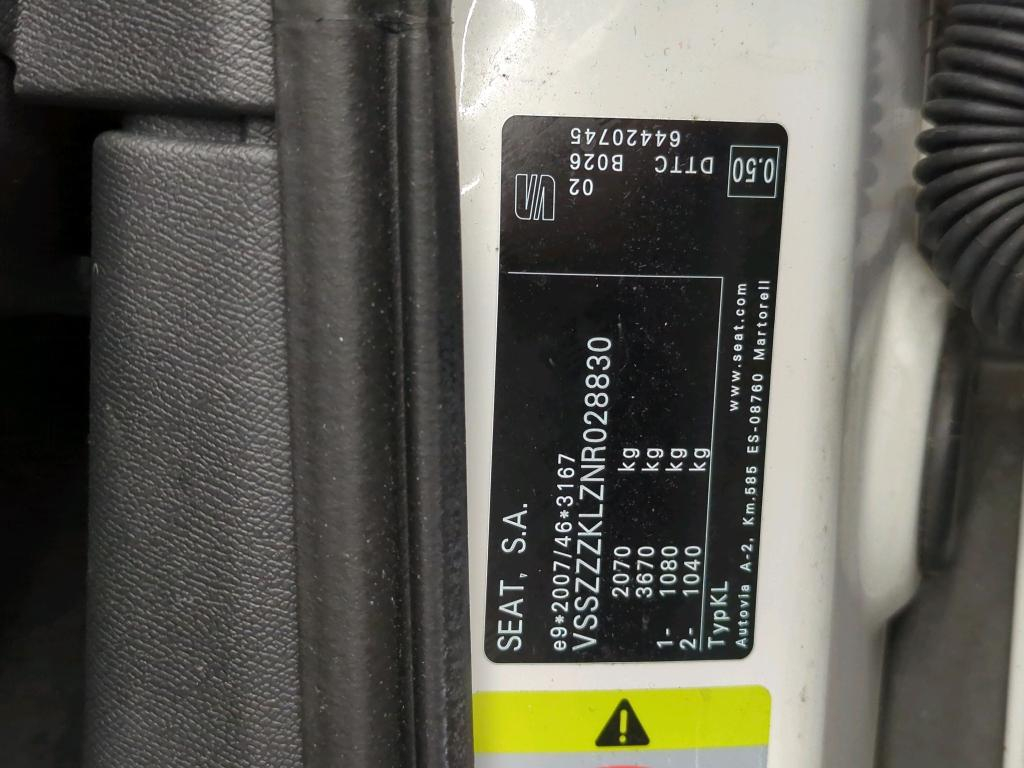 SEAT, S.A.
e9*2007/46*3167
VSSZZZKLZNR028830
2070 kg
3670 kg
1- 1080 kg
2- 1040 kg
TypKL
www.seat.com
Autovia A-2, Km.585 ES-08760 Martorell
64420745
B026
02
DTTC
0.50